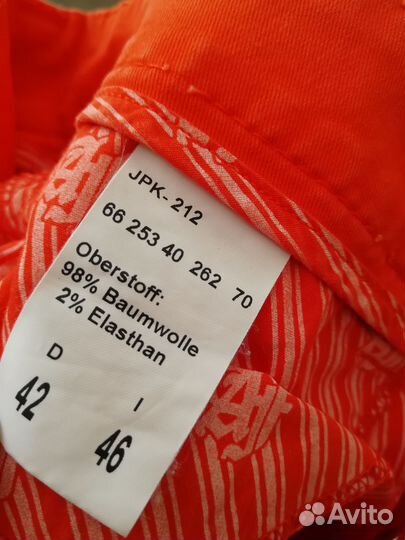 JPK- 212
66 253 40 262 70
Oberstoff:
98% Baumwolle
2% Elasthan
D I
42 46
Avito